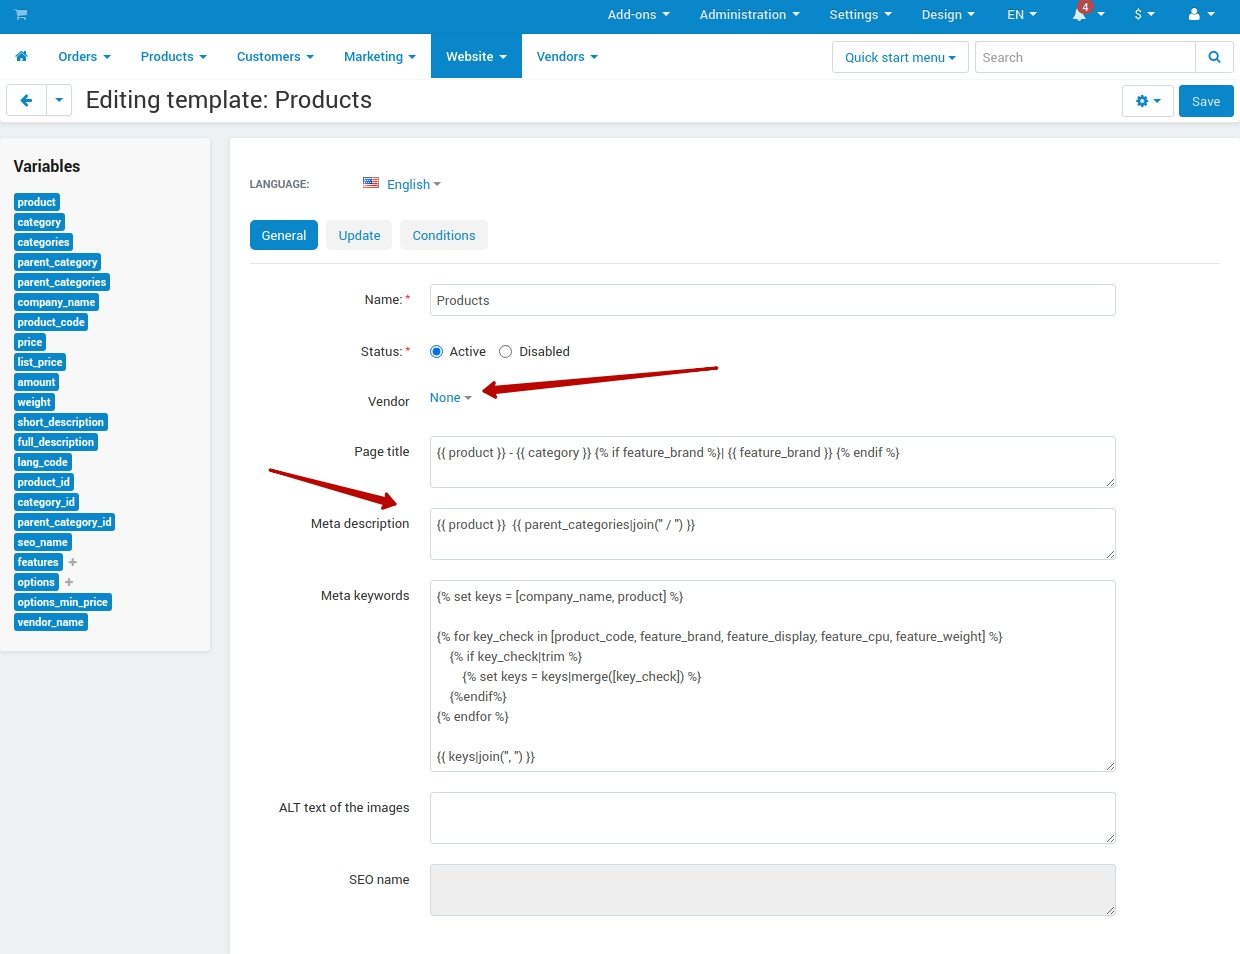 Add-ons Administration Settings Design EN 4 $
Orders Products Customers Marketing Website Vendors Quick start menu Search
Editing template: Products Save
Variables
product
category
categories
parent_category
parent_categories
company_name
product_code
price
list_price
amount
weight
short_description
full_description
lang_code
product_id
category_id
parent_category_id
seo_name
features +
options +
options_min_price
vendor_name
LANGUAGE: English
General Update Conditions
Name: * Products
Status: * Active Disabled
Vendor None
Page title {{ product }} - {{ category }} {% if feature_brand %}| {{ feature_brand }} {% endif %}
Meta description {{ product }}  {{ parent_categories|join(" / ") }}
Meta keywords {% set keys = [company_name, product] %}
{% for key_check in [product_code, feature_brand, feature_display, feature_cpu, feature_weight] %}
{% if key_check|trim %}
{% set keys = keys|merge([key_check]) %}
{%endif%}
{% endfor %}
{{ keys|join(", ") }}
ALT text of the images
SEO name